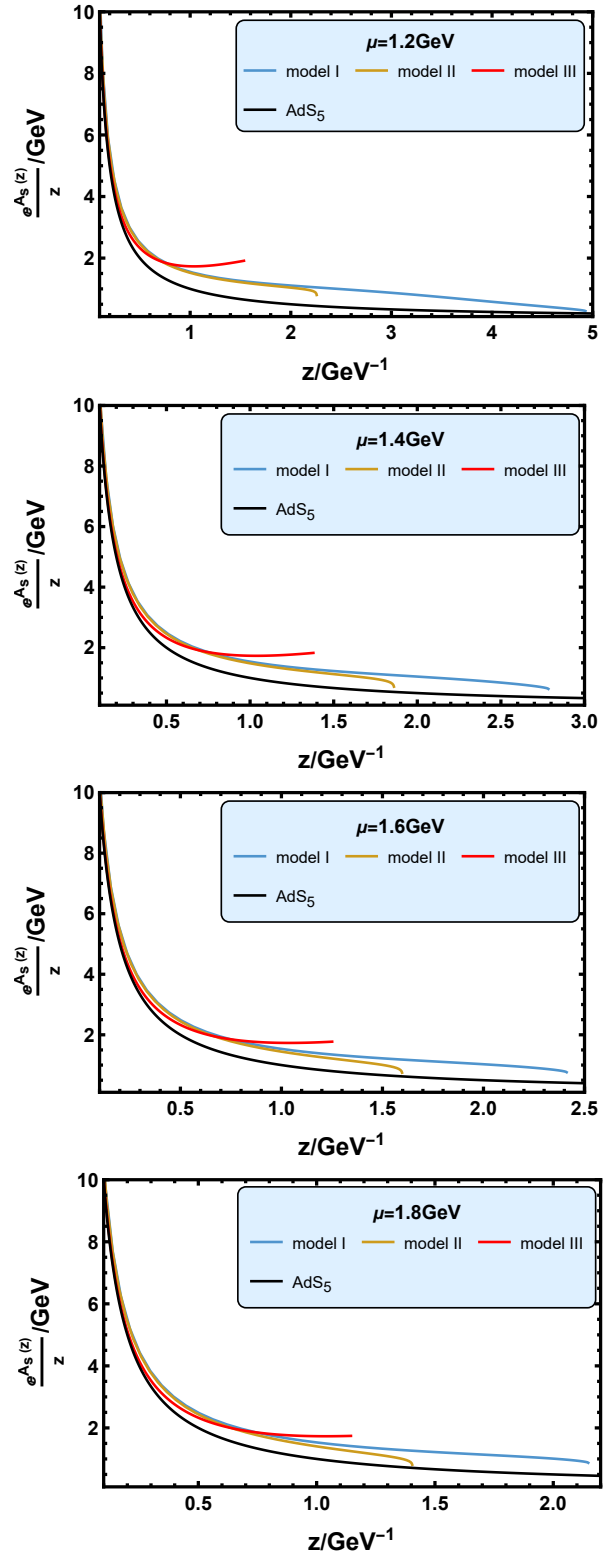 10
8
6
4
2
e^{A_s(z)}/z /GeV
μ=1.2GeV
model I model II model III
AdS₅
1 2 3 4 5
z/GeV⁻¹
10
8
6
4
2
e^{A_s(z)}/z /GeV
μ=1.4GeV
model I model II model III
AdS₅
0.5 1.0 1.5 2.0 2.5 3.0
z/GeV⁻¹
10
8
6
4
2
e^{A_s(z)}/z /GeV
μ=1.6GeV
model I model II model III
AdS₅
0.5 1.0 1.5 2.0 2.5
z/GeV⁻¹
10
8
6
4
2
e^{A_s(z)}/z /GeV
μ=1.8GeV
model I model II model III
AdS₅
0.5 1.0 1.5 2.0
z/GeV⁻¹